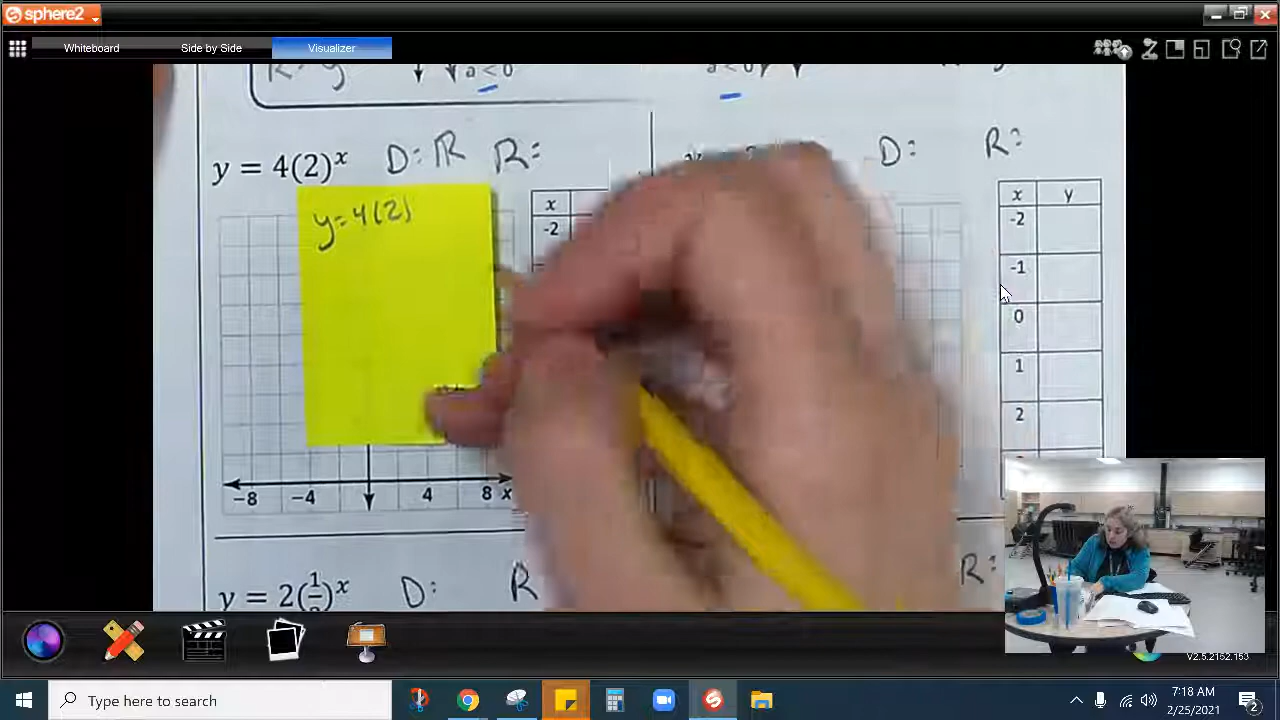 sphere2
Whiteboard
Side by Side
Visualizer
a < 0
y = 4(2)^x D: ℝ R:
D: R:
y = 4(2)
x
-2
x y
-2
-1
0
1
2
-8 -4 4 8 x
y = 2(1/)^x D: R
R:
V2.5.2162.153
Type here to search
7:18 AM
2/25/2021
2